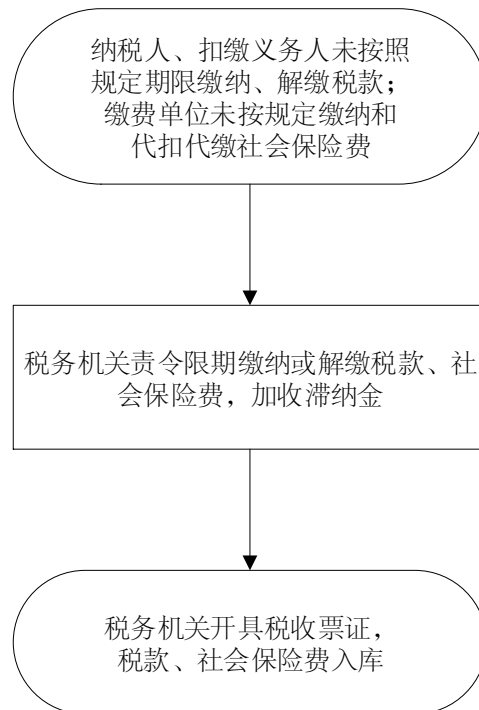 纳税人、扣缴义务人未按照
规定期限缴纳、解缴税款；
缴费单位未按规定缴纳和
代扣代缴社会保险费
税务机关责令限期缴纳或解缴税款、社
会保险费，加收滞纳金
税务机关开具税收票证，
税款、社会保险费入库